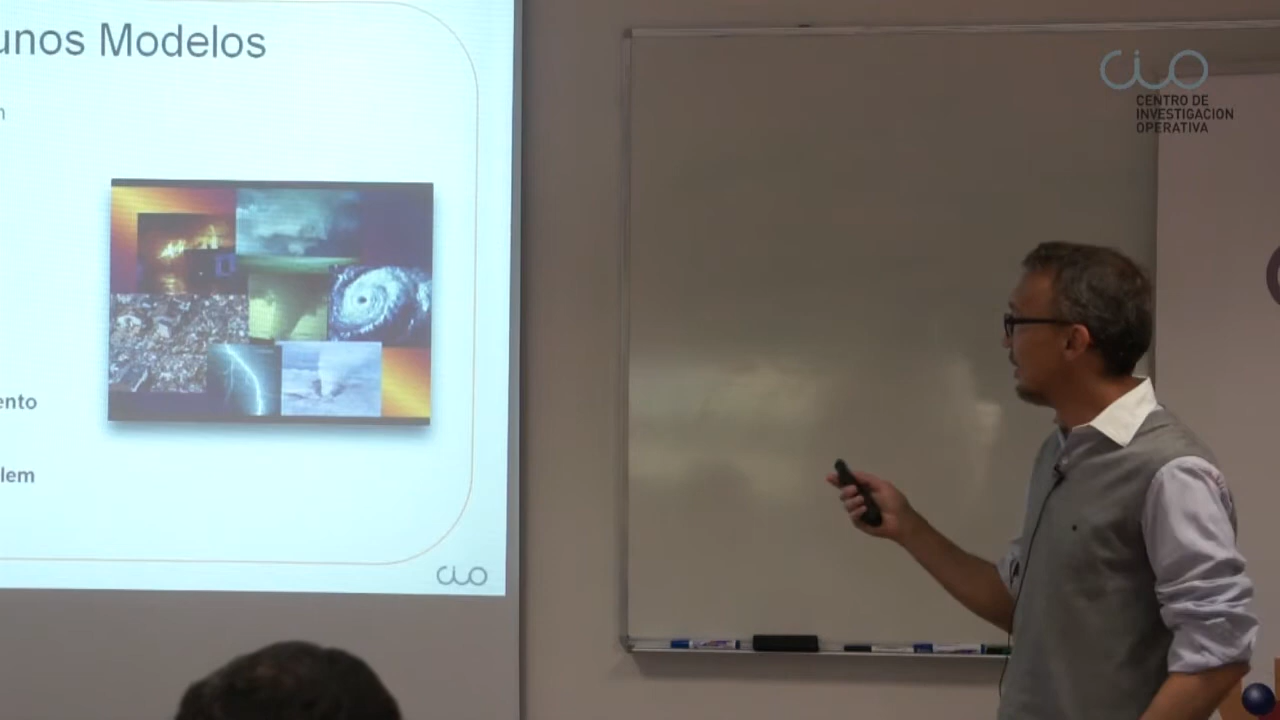 unos Modelos
n
ento
lem
CIO
CIO
CENTRO DE
INVESTIGACION
OPERATIVA